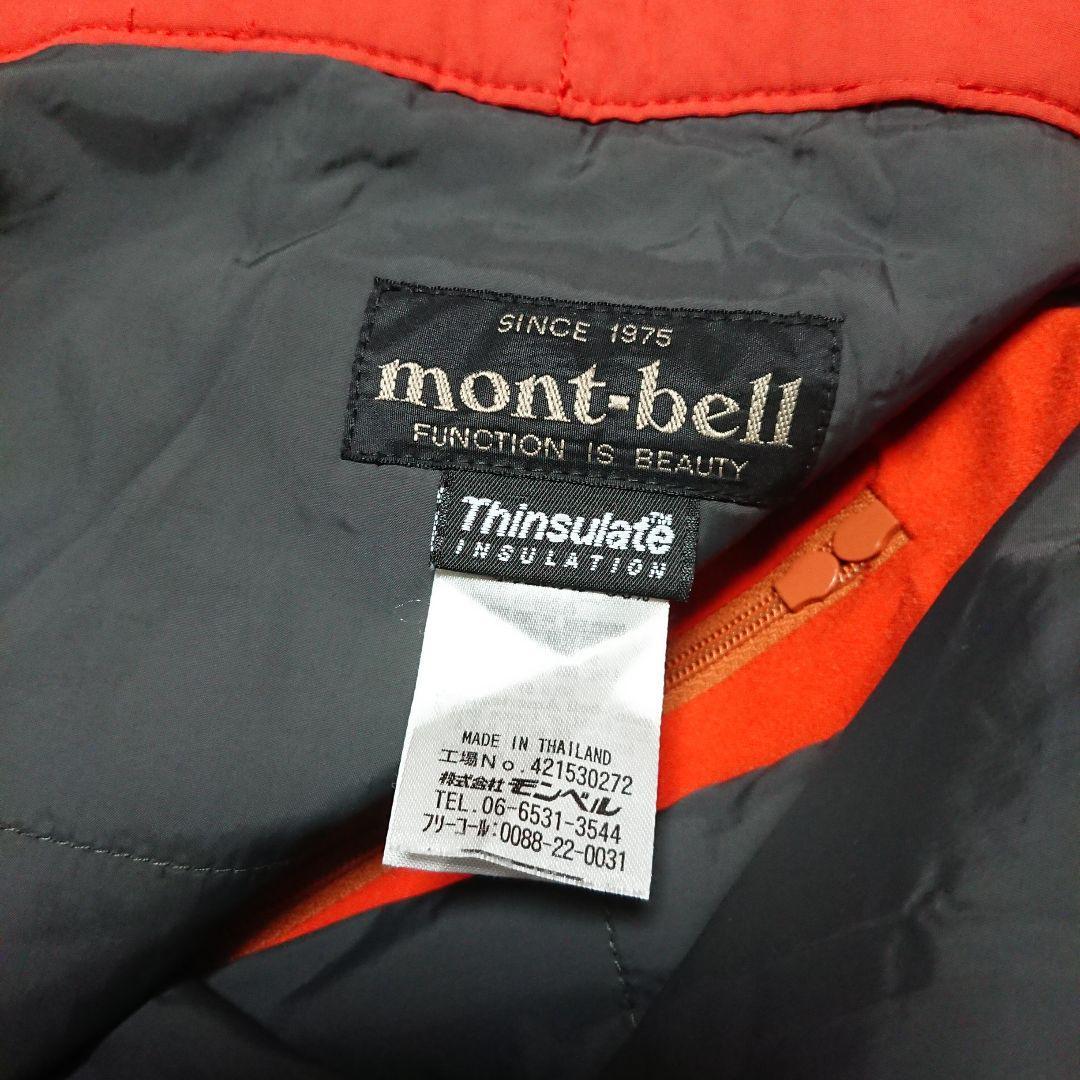 SINCE 1975
mont-bell
FUNCTION IS BEAUTY
Thinsulate™
INSULATION
MADE IN THAILAND
工場No.421530272
株式会社 モンベル
TEL.06-6531-3544
フリーコール:0088-22-0031